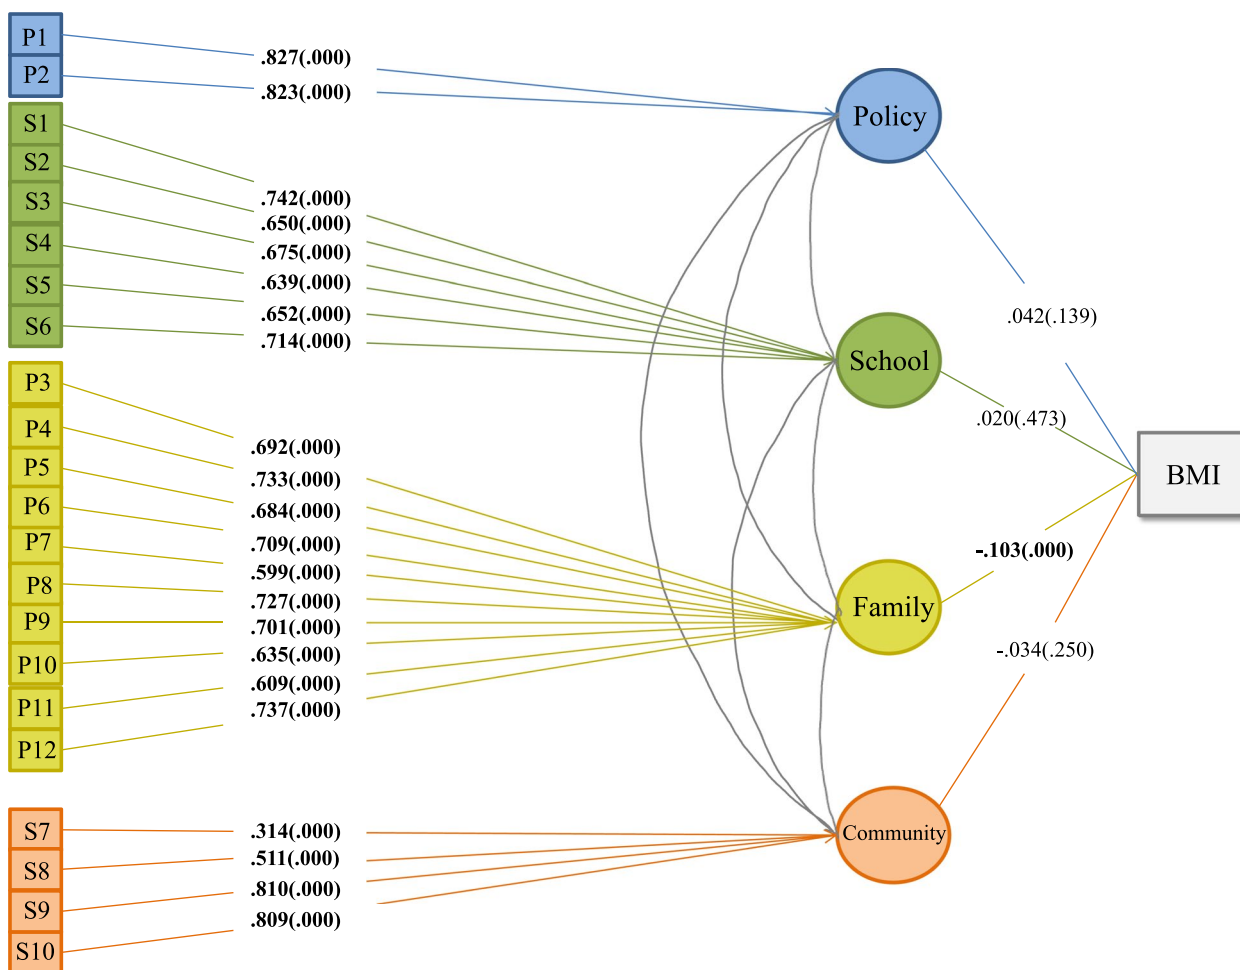 P1
P2
.827(.000)
.823(.000)
Policy
S1
S2
S3
S4
S5
S6
.742(.000)
.650(.000)
.675(.000)
.639(.000)
.652(.000)
.714(.000)
School
P3
P4
P5
P6
P7
P8
P9
P10
P11
P12
.692(.000)
.733(.000)
.684(.000)
.709(.000)
.599(.000)
.727(.000)
.701(.000)
.635(.000)
.609(.000)
.737(.000)
Family
S7
S8
S9
S10
.314(.000)
.511(.000)
.810(.000)
.809(.000)
Community
.042(.139)
.020(.473)
-.103(.000)
-.034(.250)
BMI